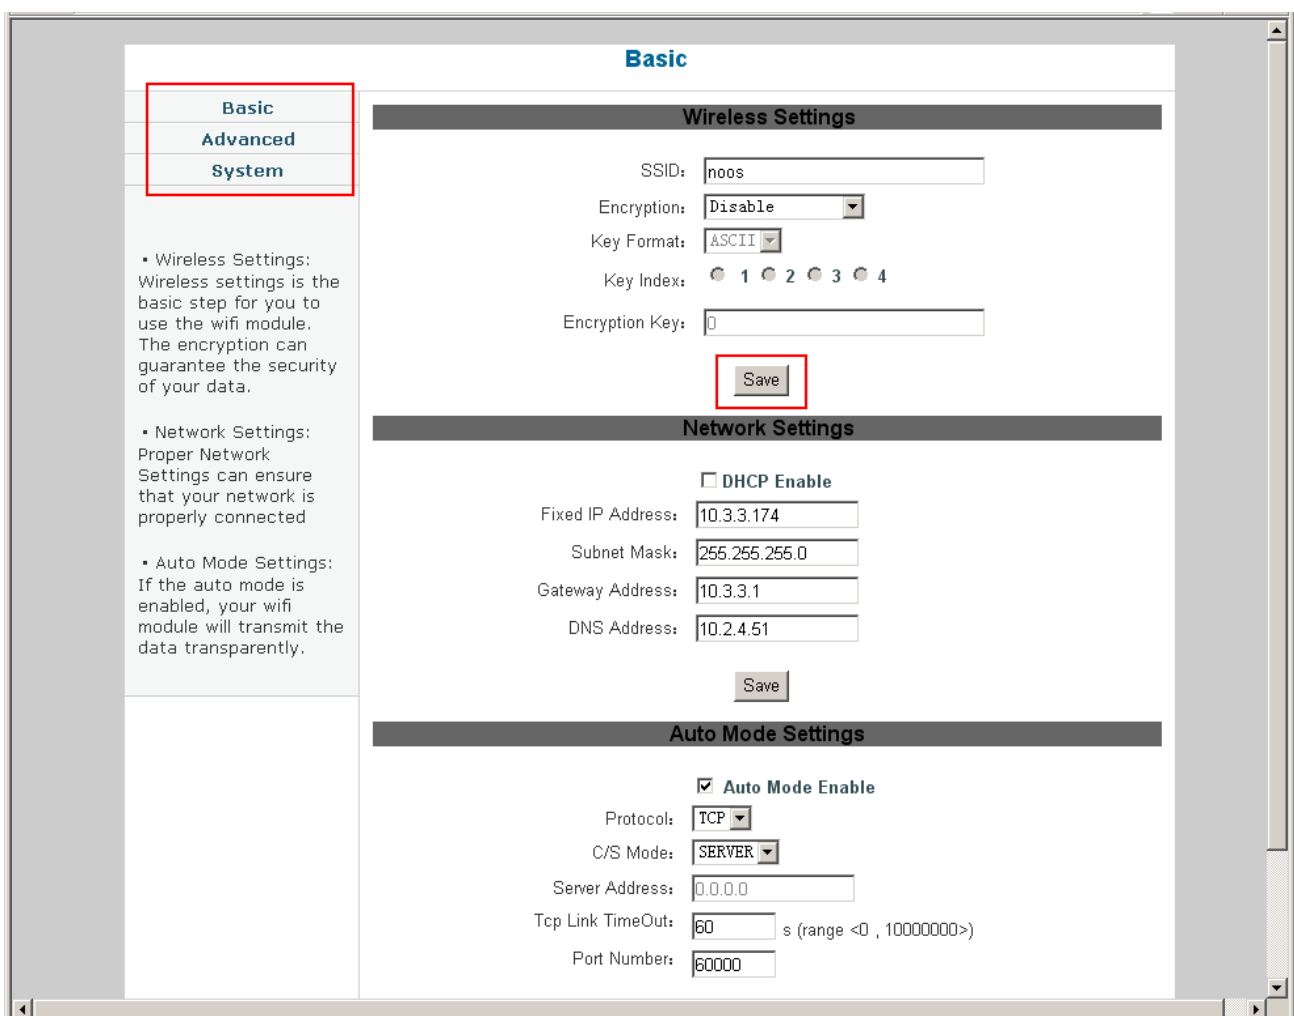 Basic
Basic
Advanced
System
▪ Wireless Settings:
Wireless settings is the
basic step for you to
use the wifi module.
The encryption can
guarantee the security
of your data.
▪ Network Settings:
Proper Network
Settings can ensure
that your network is
properly connected
▪ Auto Mode Settings:
If the auto mode is
enabled, your wifi
module will transmit the
data transparently.
Wireless Settings
SSID: noos
Encryption: Disable
Key Format: ASCII
Key Index: 1 2 3 4
Encryption Key: 0
Save
Network Settings
DHCP Enable
Fixed IP Address: 10.3.3.174
Subnet Mask: 255.255.255.0
Gateway Address: 10.3.3.1
DNS Address: 10.2.4.51
Save
Auto Mode Settings
Auto Mode Enable
Protocol: TCP
C/S Mode: SERVER
Server Address: 0.0.0.0
Tcp Link TimeOut: 60 s (range <0 , 10000000>)
Port Number: 60000